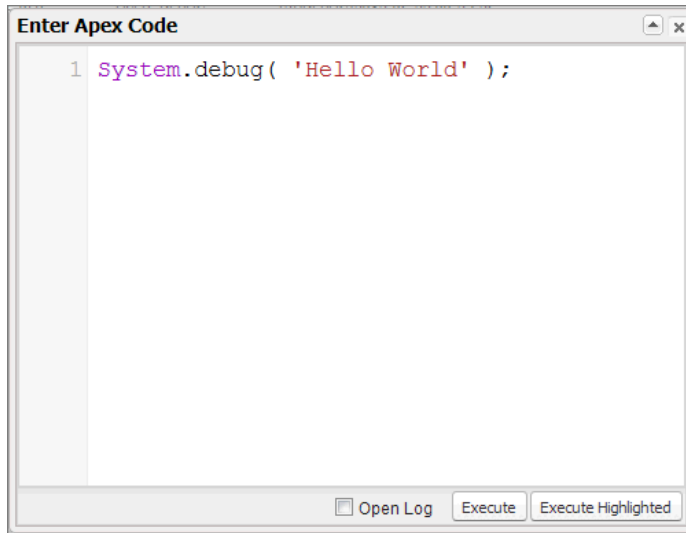 Enter Apex Code
1 System.debug( 'Hello World' );
Open Log Execute Execute Highlighted